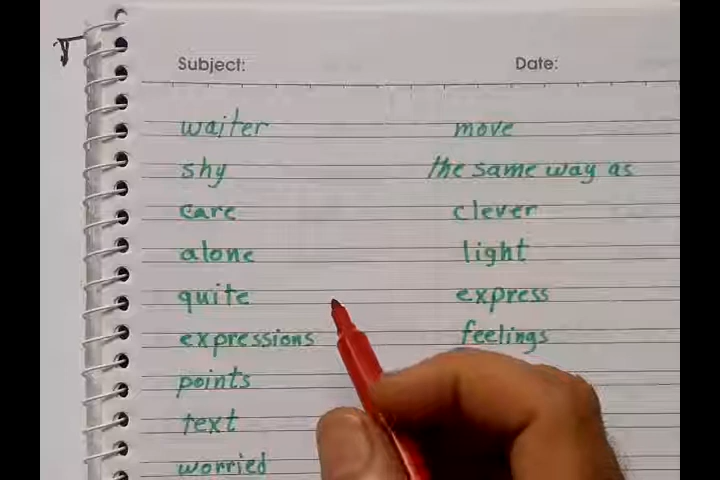 Subject: Date:
waiter move
shy the same way as
care clever
alone light
quite express
expressions feelings
points
text
worried